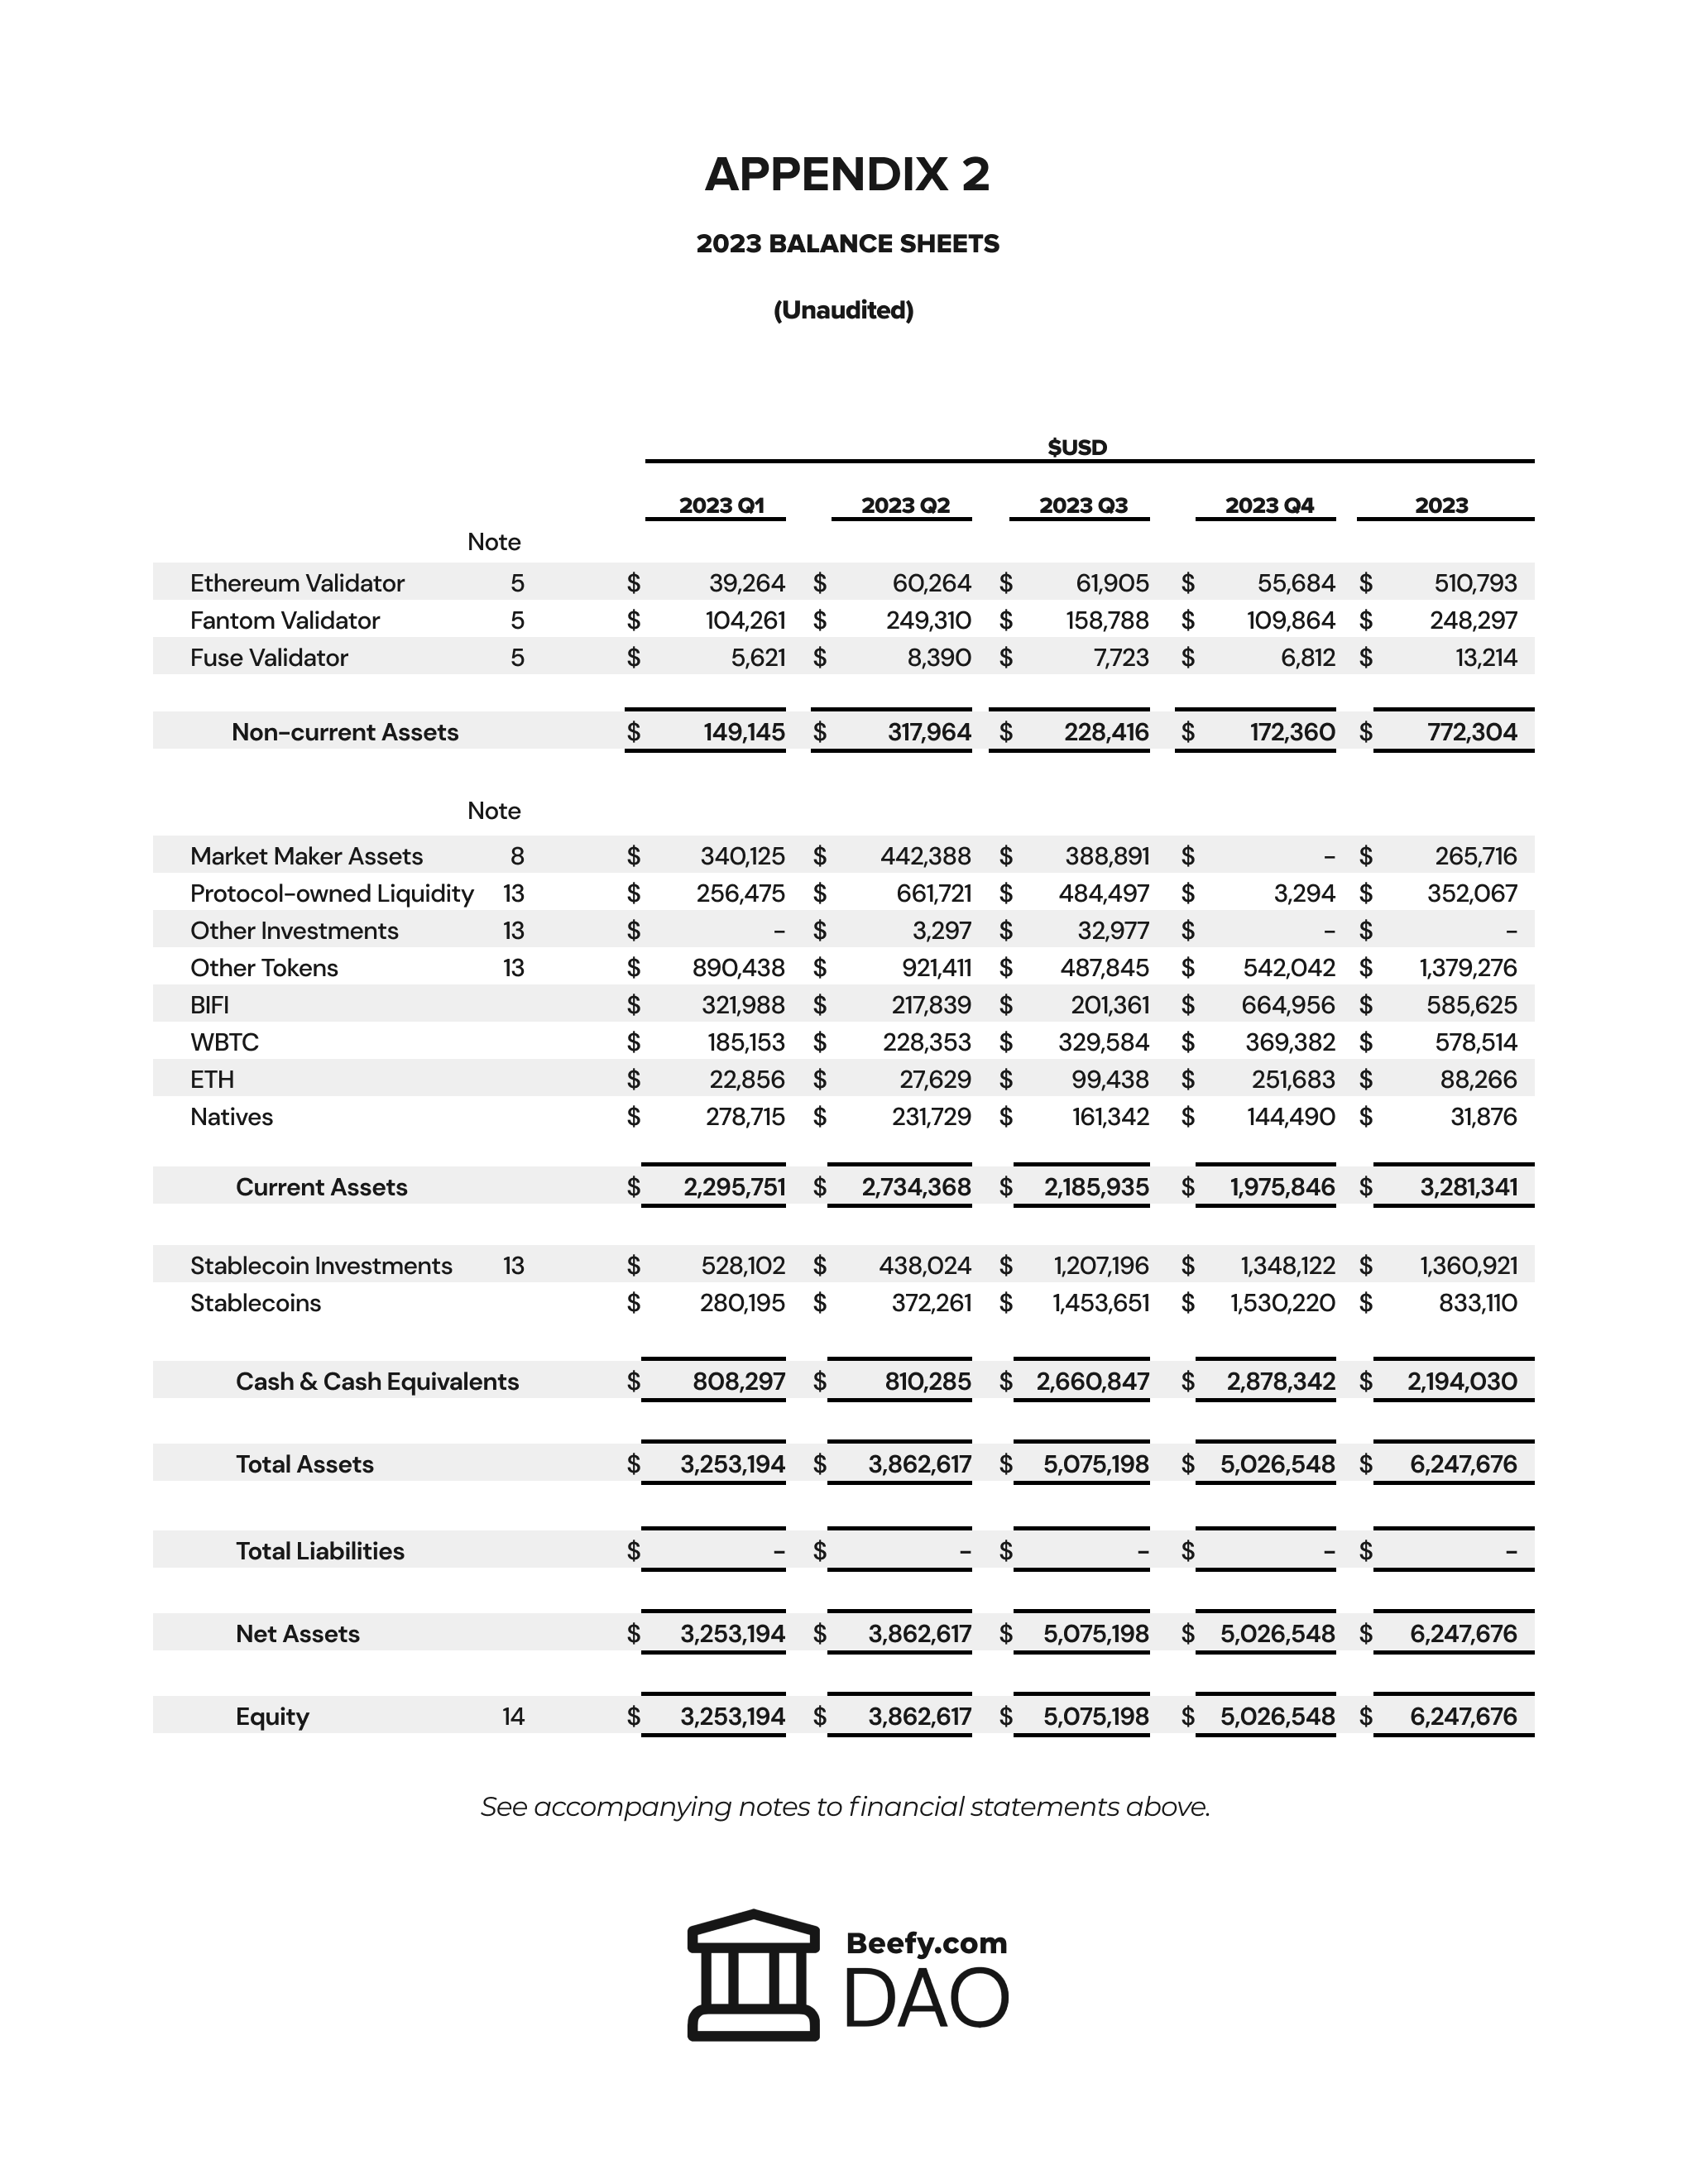 APPENDIX 2
2023 BALANCE SHEETS
(Unaudited)
$USD
2023 Q1 2023 Q2 2023 Q3 2023 Q4 2023
Note
Ethereum Validator 5 $ 39,264 $ 60,264 $ 61,905 $ 55,684 $ 510,793
Fantom Validator 5 $ 104,261 $ 249,310 $ 158,788 $ 109,864 $ 248,297
Fuse Validator 5 $ 5,621 $ 8,390 $ 7,723 $ 6,812 $ 13,214
Non-current Assets $ 149,145 $ 317,964 $ 228,416 $ 172,360 $ 772,304
Note
Market Maker Assets 8 $ 340,125 $ 442,388 $ 388,891 $ - $ 265,716
Protocol-owned Liquidity 13 $ 256,475 $ 661,721 $ 484,497 $ 3,294 $ 352,067
Other Investments 13 $ - $ 3,297 $ 32,977 $ - $ -
Other Tokens 13 $ 890,438 $ 921,411 $ 487,845 $ 542,042 $ 1,379,276
BIFI $ 321,988 $ 217,839 $ 201,361 $ 664,956 $ 585,625
WBTC $ 185,153 $ 228,353 $ 329,584 $ 369,382 $ 578,514
ETH $ 22,856 $ 27,629 $ 99,438 $ 251,683 $ 88,266
Natives $ 278,715 $ 231,729 $ 161,342 $ 144,490 $ 31,876
Current Assets $ 2,295,751 $ 2,734,368 $ 2,185,935 $ 1,975,846 $ 3,281,341
Stablecoin Investments 13 $ 528,102 $ 438,024 $ 1,207,196 $ 1,348,122 $ 1,360,921
Stablecoins $ 280,195 $ 372,261 $ 1,453,651 $ 1,530,220 $ 833,110
Cash & Cash Equivalents $ 808,297 $ 810,285 $ 2,660,847 $ 2,878,342 $ 2,194,030
Total Assets $ 3,253,194 $ 3,862,617 $ 5,075,198 $ 5,026,548 $ 6,247,676
Total Liabilities $ - $ - $ - $ - $ -
Net Assets $ 3,253,194 $ 3,862,617 $ 5,075,198 $ 5,026,548 $ 6,247,676
Equity 14 $ 3,253,194 $ 3,862,617 $ 5,075,198 $ 5,026,548 $ 6,247,676
See accompanying notes to financial statements above.
Beefy.com
DAO